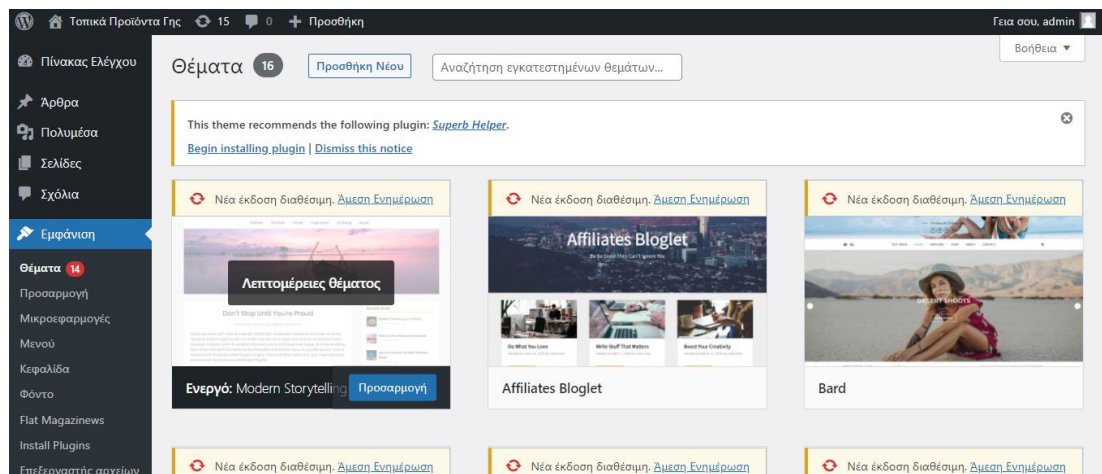 Τοπικά Προϊόντα Γης 15 0 Προσθήκη Γεια σου, admin
Βοήθεια
Πίνακας Ελέγχου
Άρθρα
Πολυμέσα
Σελίδες
Σχόλια
Εμφάνιση
Θέματα 14
Προσαρμογή
Μικροεφαρμογές
Μενού
Κεφαλίδα
Φόντο
Flat Magazinews
Install Plugins
Επεξεργαστής αρχείων
Θέματα 16 Προσθήκη Νέου Αναζήτηση εγκατεστημένων θεμάτων...
This theme recommends the following plugin: Superb Helper.
Begin installing plugin | Dismiss this notice
Νέα έκδοση διαθέσιμη. Άμεση Ενημέρωση
Λεπτομέρειες θέματος
Don't Stop Until You're Proud
Ενεργό: Modern Storytelling Προσαρμογή
Νέα έκδοση διαθέσιμη. Άμεση Ενημέρωση
Affiliates Bloglet
Do What You Love Write Stuff That Matters Boost Your Creativity
Affiliates Bloglet
Νέα έκδοση διαθέσιμη. Άμεση Ενημέρωση
DESERT SHOOTS
Bard
Νέα έκδοση διαθέσιμη. Άμεση Ενημέρωση
Νέα έκδοση διαθέσιμη. Άμεση Ενημέρωση
Νέα έκδοση διαθέσιμη. Άμεση Ενημέρωση